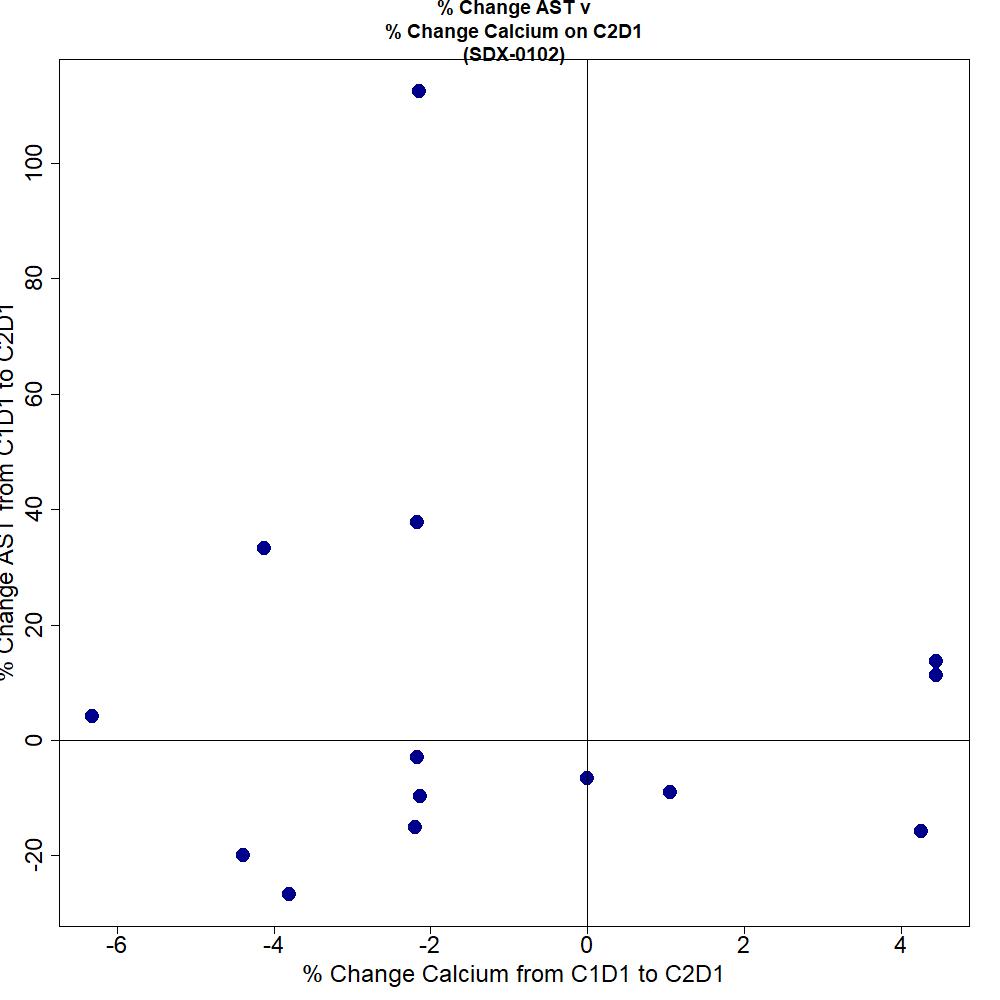 % Change AST v
% Change Calcium on C2D1
(SDX-0102)
% Change AST from C1D1 to C2D1
100
80
60
40
20
0
-20
-6
-4
-2
0
2
4
% Change Calcium from C1D1 to C2D1